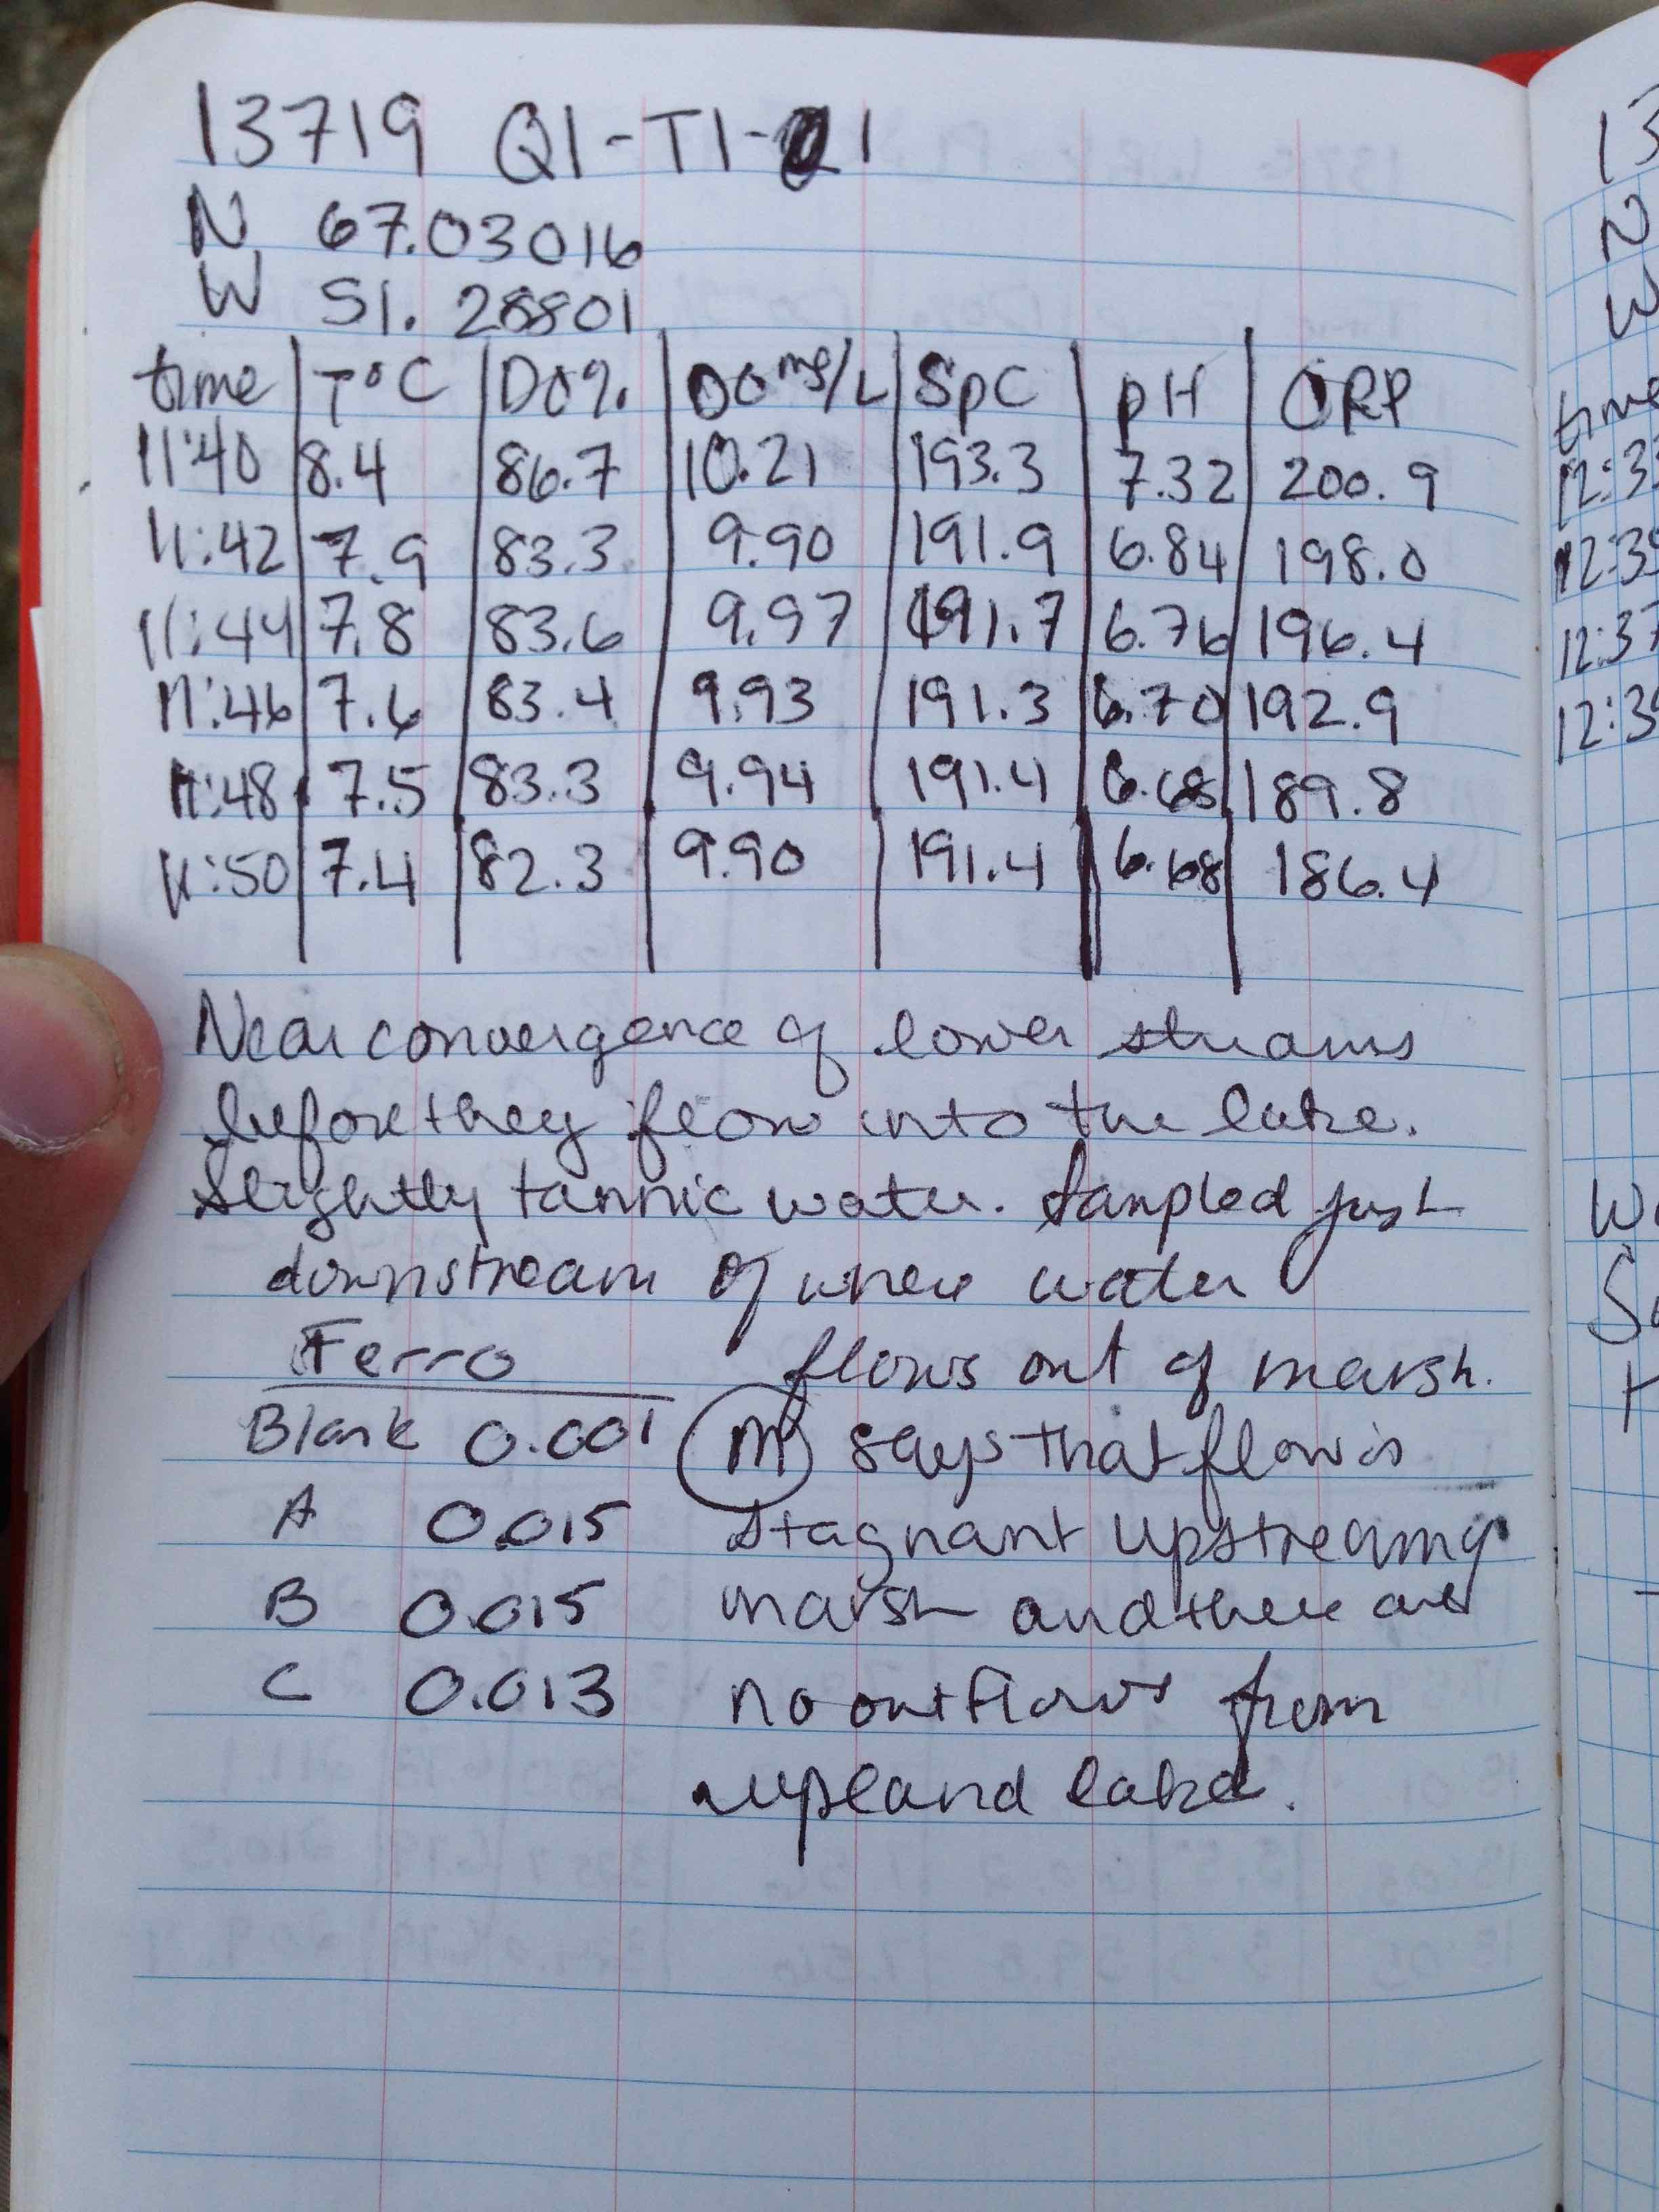 13719 Q1-T1-1
N 67.03016
W 51.28801
time T°C DO% DO mg/L SpC pH ORP
11:40 8.4 86.7 10.21 193.3 7.32 200.9
11:42 7.9 83.3 9.90 191.9 6.84 198.0
11:44 7.8 83.6 9.97 191.7 6.76 196.4
11:46 7.6 83.4 9.93 191.3 6.70 192.9
11:48 7.5 83.3 9.94 191.4 6.68 189.8
11:50 7.4 82.3 9.90 191.4 6.68 186.4
Near convergence of lower streams
before they flow into the lake.
Slightly tannic water. Sampled just
downstream of where water
flows out of marsh.
Ferro
Blank 0.001
A 0.015
B 0.015
C 0.013
M says that flow is
stagnant upstream
marsh and there are
no outflows from
upland lake.
13
N
W
time
12:3
12:3
12:37
12:3